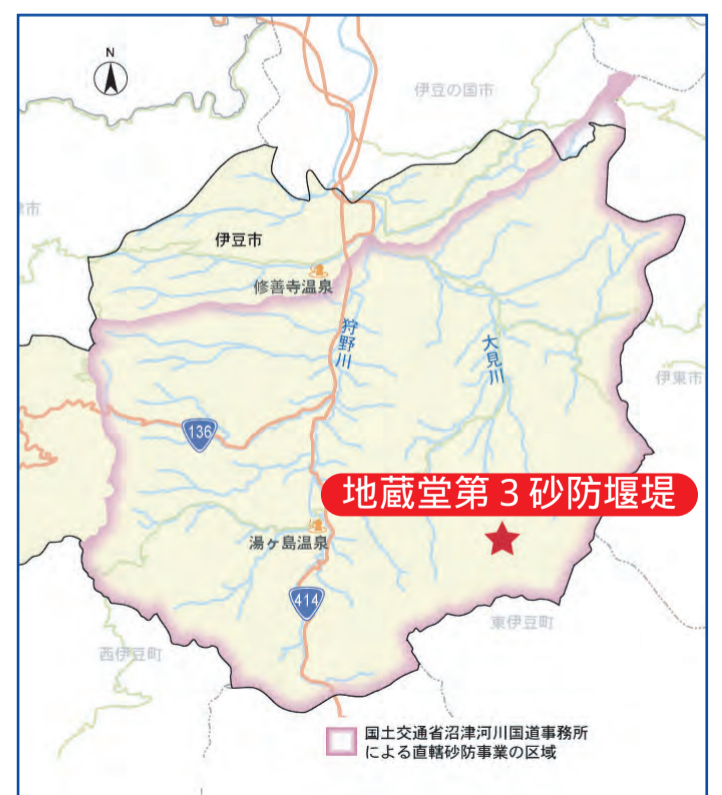 N
伊豆の国市
市
伊豆市
修善寺温泉
狩野川
大見川
伊東市
136
地蔵堂第3砂防堰堤
湯ヶ島温泉
414
東伊豆町
西伊豆町
国土交通省沼津河川国道事務所
による直轄砂防事業の区域